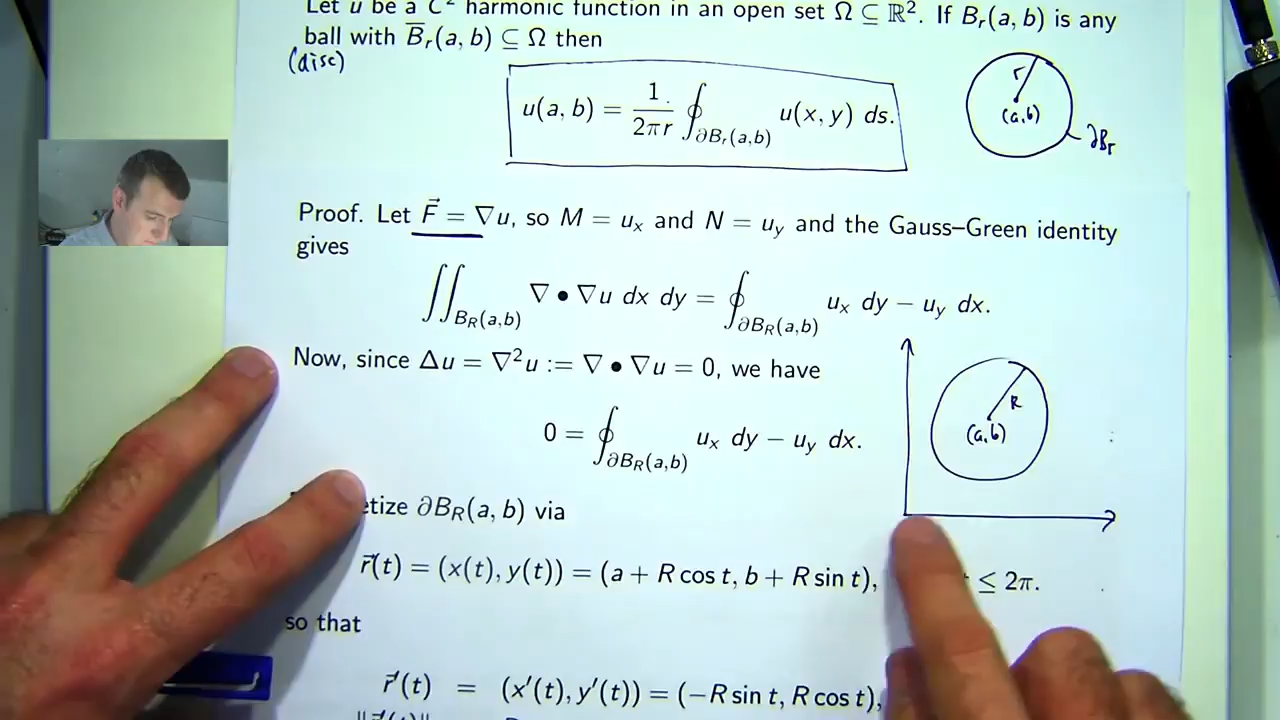 Let u be a C² harmonic function in an open set Ω ⊆ ℝ². If B_r(a, b) is any
ball with B̅_r(a, b) ⊆ Ω then
(disc)
u(a, b) = 1/(2πr) ∮_{∂B_r(a,b)} u(x, y) ds.
r
(a,b)
∂B_r
Proof. Let F⃗ = ∇u, so M = u_x and N = u_y and the Gauss–Green identity
gives
∬_{B_R(a,b)} ∇ • ∇u dx dy = ∮_{∂B_R(a,b)} u_x dy − u_y dx.
Now, since Δu = ∇²u := ∇ • ∇u = 0, we have
0 = ∮_{∂B_R(a,b)} u_x dy − u_y dx.
R
(a,b)
etize ∂B_R(a, b) via
r⃗(t) = (x(t), y(t)) = (a + R cos t, b + R sin t), ≤ 2π.
so that
r⃗′(t) = (x′(t), y′(t)) = (−R sin t, R cos t),